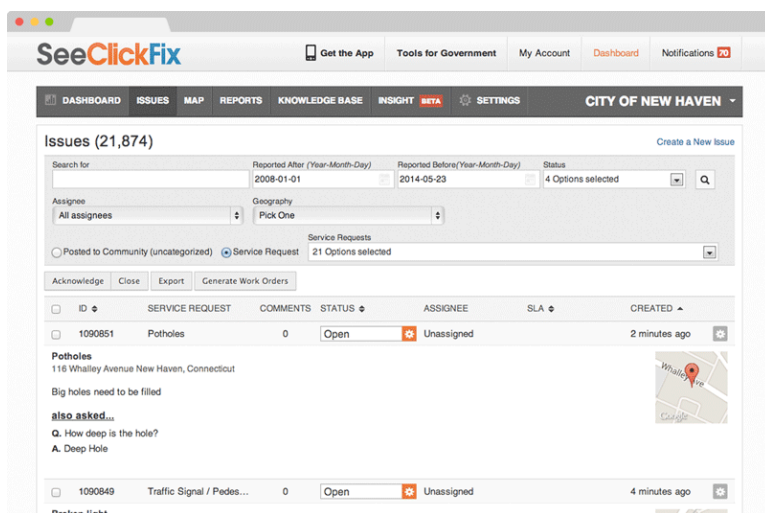 SeeClickFix
Get the App Tools for Government My Account Dashboard Notifications 70
DASHBOARD ISSUES MAP REPORTS KNOWLEDGE BASE INSIGHT BETA SETTINGS CITY OF NEW HAVEN
Issues (21,874) Create a New Issue
Search for Reported After (Year-Month-Day) Reported Before(Year-Month-Day) Status
2008-01-01 2014-05-23 4 Options selected
Assignee Geography
All assignees Pick One
Service Requests
Posted to Community (uncategorized) Service Request 21 Options selected
Acknowledge Close Export Generate Work Orders
ID SERVICE REQUEST COMMENTS STATUS ASSIGNEE SLA CREATED
1090851 Potholes 0 Open Unassigned 2 minutes ago
Potholes
116 Whalley Avenue New Haven, Connecticut
Whalley Ave
Big holes need to be filled
also asked...
Google
Q. How deep is the hole?
A. Deep Hole
1090849 Traffic Signal / Pedes... 0 Open Unassigned 4 minutes ago
Broken light